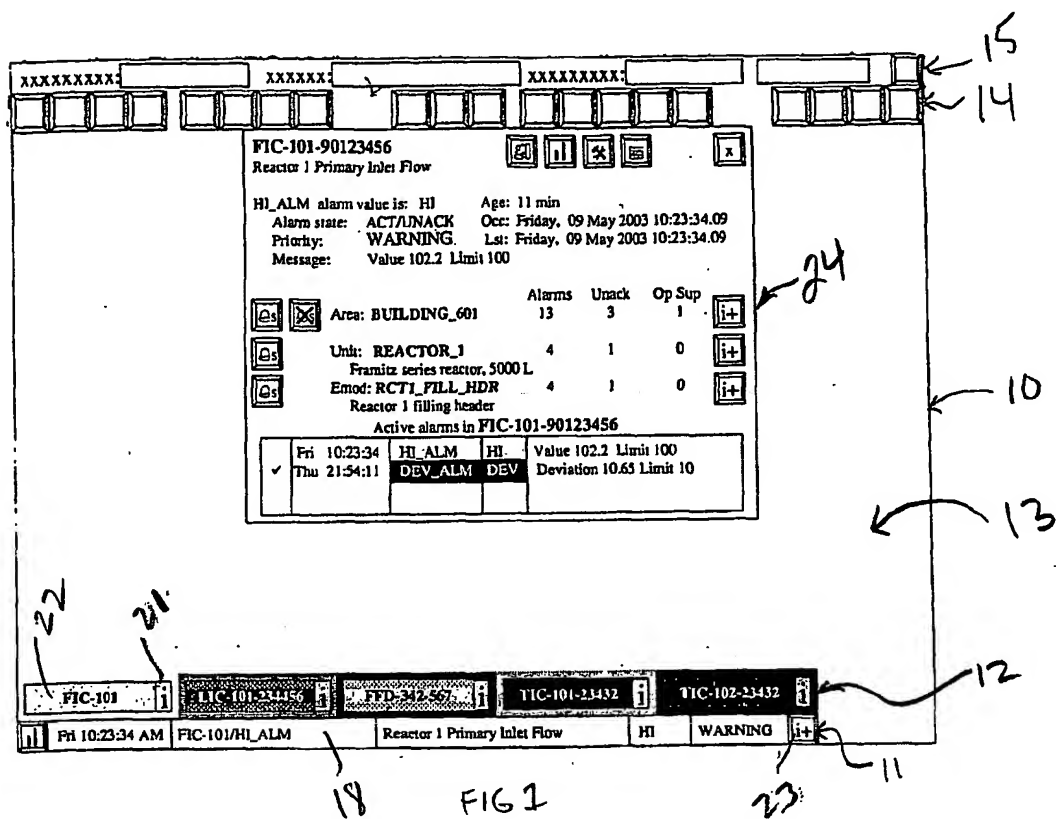 15
XXXXXXXXX: XXXXXX: XXXXXXXXX:
14
FIC-101-90123456 x
Reactor 1 Primary Inlet Flow
HI_ALM alarm value is: HI Age: 11 min
Alarm state: ACT/UNACK Occ: Friday, 09 May 2003 10:23:34.09
Priority: WARNING. Lst: Friday, 09 May 2003 10:23:34.09
Message: Value 102.2 Limit 100
24
Alarms Unack Op Sup
Area: BUILDING_601 13 3 1 i+
Unit: REACTOR_1 4 1 0 i+
Framitz series reactor, 5000 L
Emod: RCT1_FILL_HDR 4 1 0 i+
Reactor 1 filling header
10
Active alarms in FIC-101-90123456
Fri 10:23:34 HI_ALM HI Value 102.2 Limit 100
✓ Thu 21:54:11 DEV_ALM DEV Deviation 10.65 Limit 10
13
22 21
FIC-101 i LIC-101-23456 i FFD-342-567 i TIC-101-23432 i TIC-102-23432 i
12
Fri 10:23:34 AM FIC-101/HI_ALM Reactor 1 Primary Inlet Flow HI WARNING i+
11
18 FIG 1 23